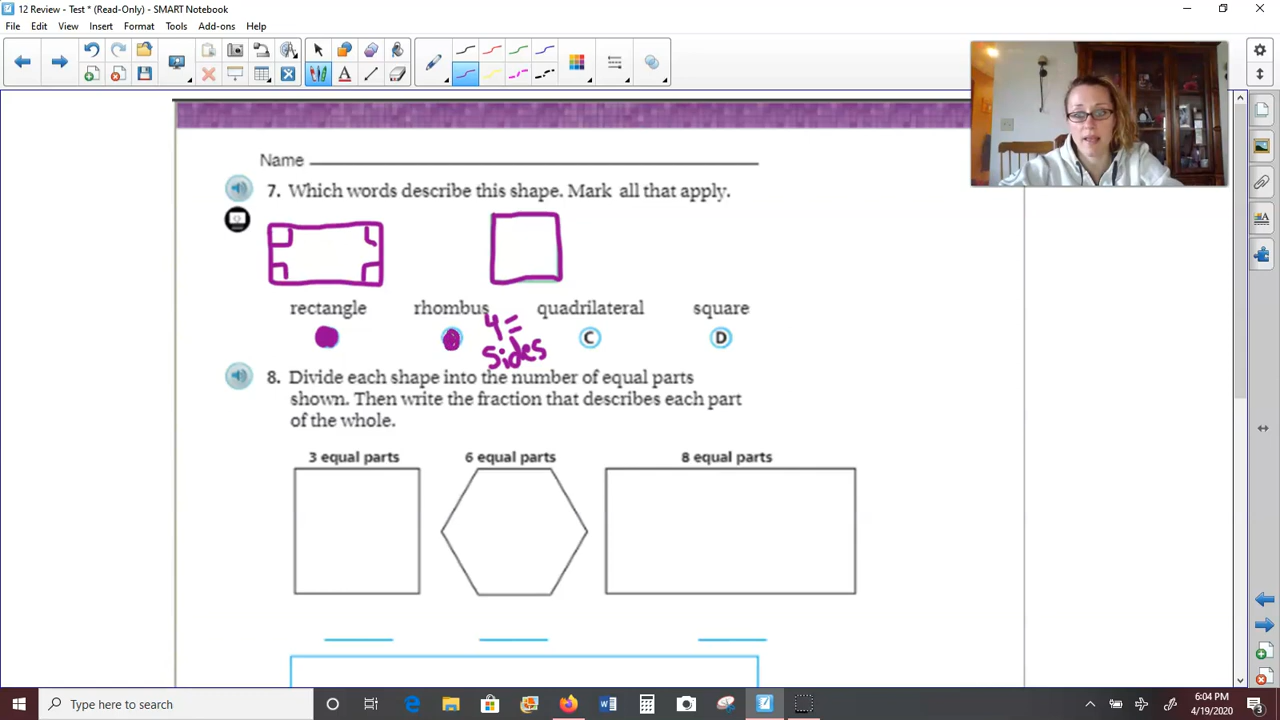 12 Review - Test * (Read-Only) - SMART Notebook
File Edit View Insert Format Tools Add-ons Help
Name
7. Which words describe this shape. Mark all that apply.
rectangle rhombus quadrilateral square
4 =
sides
C D
8. Divide each shape into the number of equal parts
shown. Then write the fraction that describes each part
of the whole.
3 equal parts 6 equal parts 8 equal parts
Type here to search
6:04 PM
4/19/2020